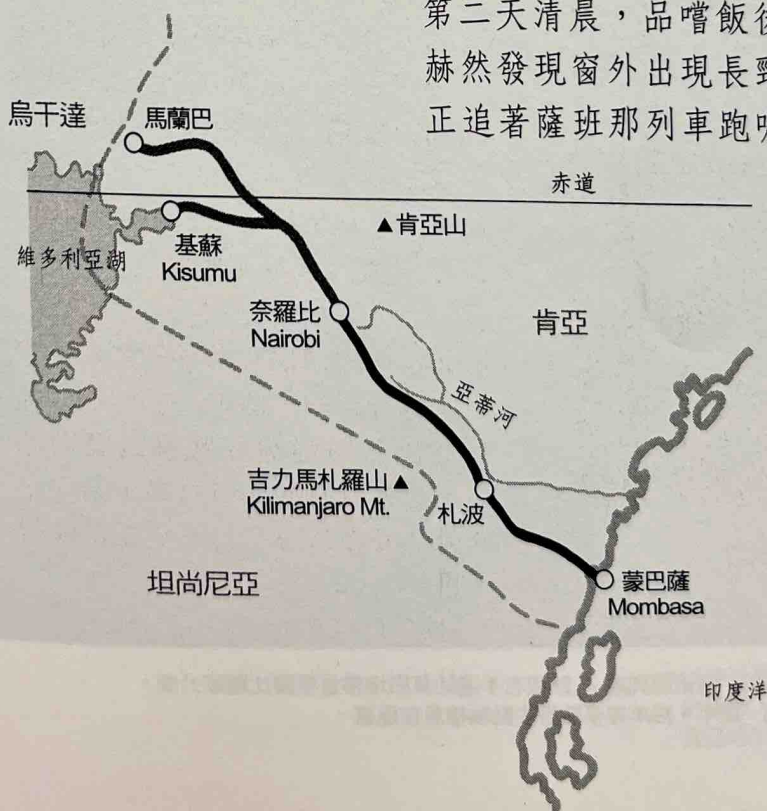 第二天清晨，品嚐飯後
赫然發現窗外出現長頸
正追著薩班那列車跑
烏干達
馬蘭巴
赤道
▲肯亞山
基蘇
Kisumu
維多利亞湖
奈羅比
Nairobi
肯亞
亞蒂河
吉力馬札羅山▲
Kilimanjaro Mt.
札波
坦尚尼亞
蒙巴薩
Mombasa
印度洋